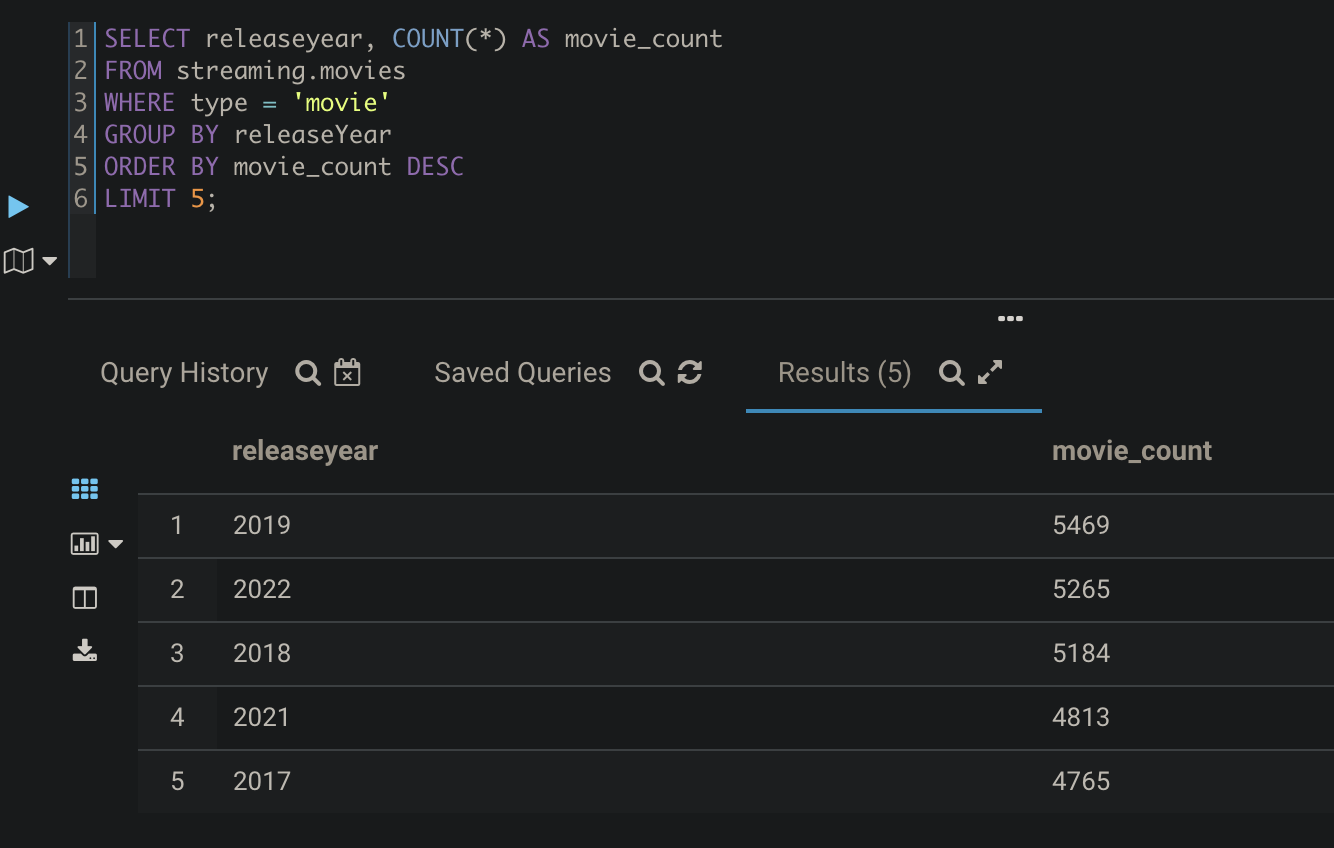 1 SELECT releaseyear, COUNT(*) AS movie_count
2 FROM streaming.movies
3 WHERE type = 'movie'
4 GROUP BY releaseYear
5 ORDER BY movie_count DESC
6 LIMIT 5;
Query History Saved Queries Results (5)
releaseyear movie_count
1 2019 5469
2 2022 5265
3 2018 5184
4 2021 4813
5 2017 4765